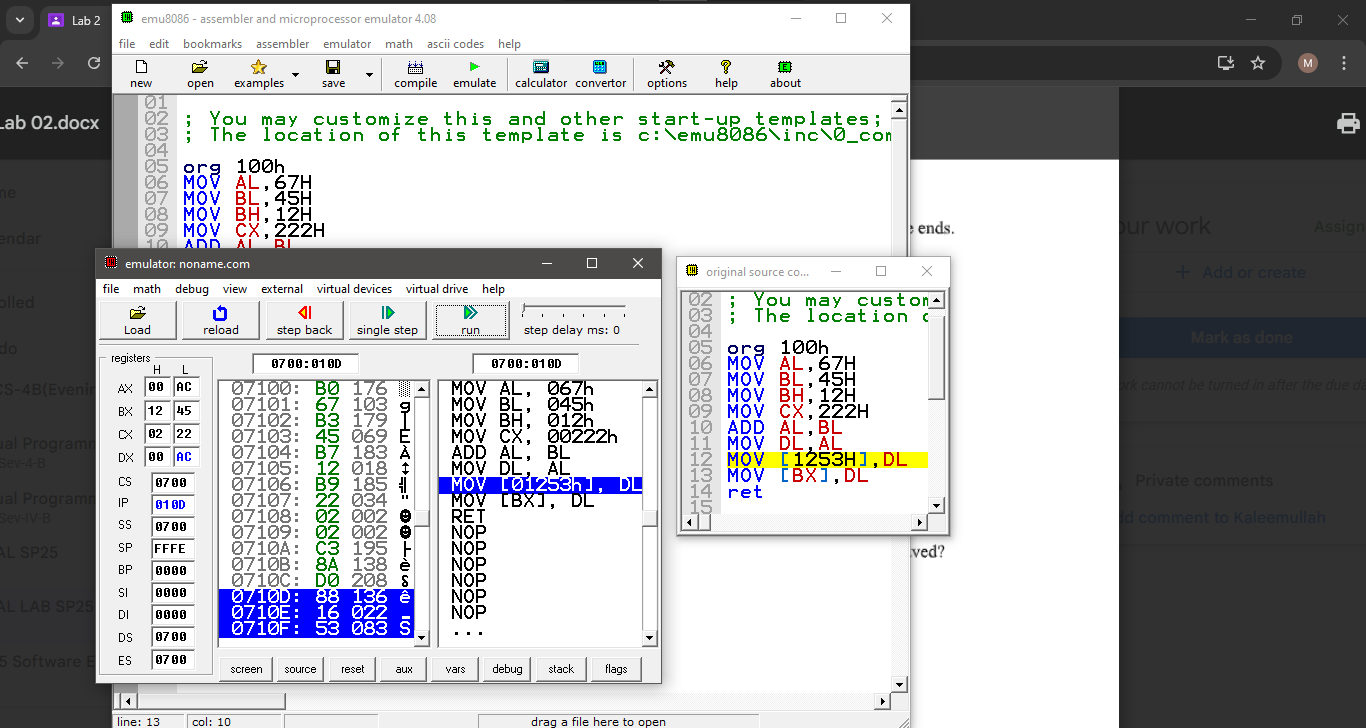 Lab 2
emu8086 - assembler and microprocessor emulator 4.08
file edit bookmarks assembler emulator math ascii codes help
new open examples save compile emulate calculator convertor options help about
M
Lab 02.docx
01
02 ; You may customize this and other start-up templates;
03 ; The location of this template is c:\emu8086\inc\0_com
04
05 org 100h
06 MOV AL,67H
07 MOV BL,45H
08 MOV BH,12H
09 MOV CX,222H
10 ADD AL,BL
emulator: noname.com
file math debug view external virtual devices virtual drive help
Load reload step back single step run step delay ms: 0
registers
H L
AX 00 AC
BX 12 45
CX 02 22
DX 00 AC
CS 0700
IP 010D
SS 0700
SP FFFE
BP 0000
SI 0000
DI 0000
DS 0700
ES 0700
0700:010D
07100: B0 176 ░
07101: 67 103 g
07102: B3 179 │
07103: 45 069 E
07104: B7 183 À
07105: 12 018 ↕
07106: B9 185 ╣
07107: 22 034 "
07108: 02 002 ☻
07109: 02 002 ☻
0710A: C3 195 ├
0710B: 8A 138 è
0710C: D0 208 š
0710D: 88 136 ê
0710E: 16 022 ▬
0710F: 53 083 S
0700:010D
MOV AL, 067h
MOV BL, 045h
MOV BH, 012h
MOV CX, 00222h
ADD AL, BL
MOV DL, AL
MOV [01253h], DL
MOV [BX], DL
RET
NOP
NOP
NOP
NOP
NOP
NOP
...
screen source reset aux vars debug stack flags
original source co...
02 ; You may custom
03 ; The location o
04
05 org 100h
06 MOV AL,67H
07 MOV BL,45H
08 MOV BH,12H
09 MOV CX,222H
10 ADD AL,BL
11 MOV DL,AL
12 MOV [1253H],DL
13 MOV [BX],DL
14 ret
15
line: 13 col: 10 drag a file here to open
e ends.
ved?
me
endar
olled
do
CS-4B(Evenin
ual Programm
Sev-4-B
ual Programm
Sev-IV-B
AL SP25
AL LAB SP25
5 Software E
our work
Assign
+ Add or create
Mark as done
ork cannot be turned in after the due da
Private comments
dd comment to Kaleemullah